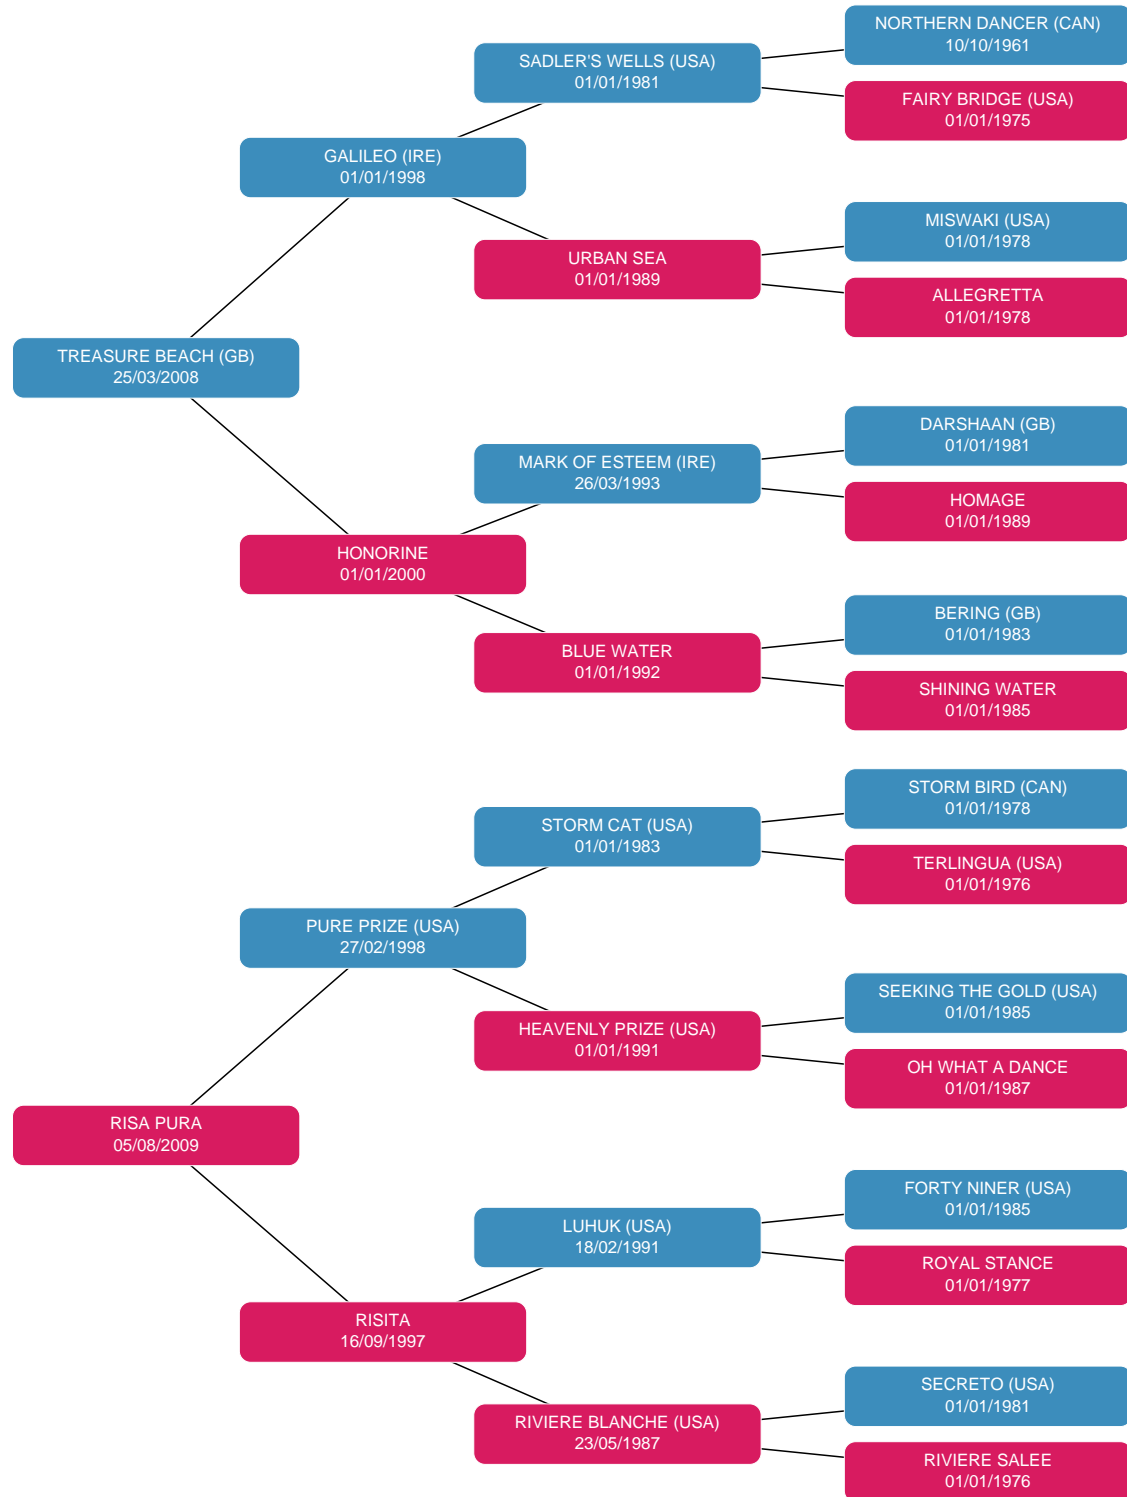 NORTHERN DANCER (CAN)
10/10/1961
SADLER'S WELLS (USA)
01/01/1981
FAIRY BRIDGE (USA)
01/01/1975
GALILEO (IRE)
01/01/1998
MISWAKI (USA)
01/01/1978
URBAN SEA
01/01/1989
ALLEGRETTA
01/01/1978
TREASURE BEACH (GB)
25/03/2008
DARSHAAN (GB)
01/01/1981
MARK OF ESTEEM (IRE)
26/03/1993
HOMAGE
01/01/1989
HONORINE
01/01/2000
BERING (GB)
01/01/1983
BLUE WATER
01/01/1992
SHINING WATER
01/01/1985
STORM BIRD (CAN)
01/01/1978
STORM CAT (USA)
01/01/1983
TERLINGUA (USA)
01/01/1976
PURE PRIZE (USA)
27/02/1998
SEEKING THE GOLD (USA)
01/01/1985
HEAVENLY PRIZE (USA)
01/01/1991
OH WHAT A DANCE
01/01/1987
RISA PURA
05/08/2009
FORTY NINER (USA)
01/01/1985
LUHUK (USA)
18/02/1991
ROYAL STANCE
01/01/1977
RISITA
16/09/1997
SECRETO (USA)
01/01/1981
RIVIERE BLANCHE (USA)
23/05/1987
RIVIERE SALEE
01/01/1976